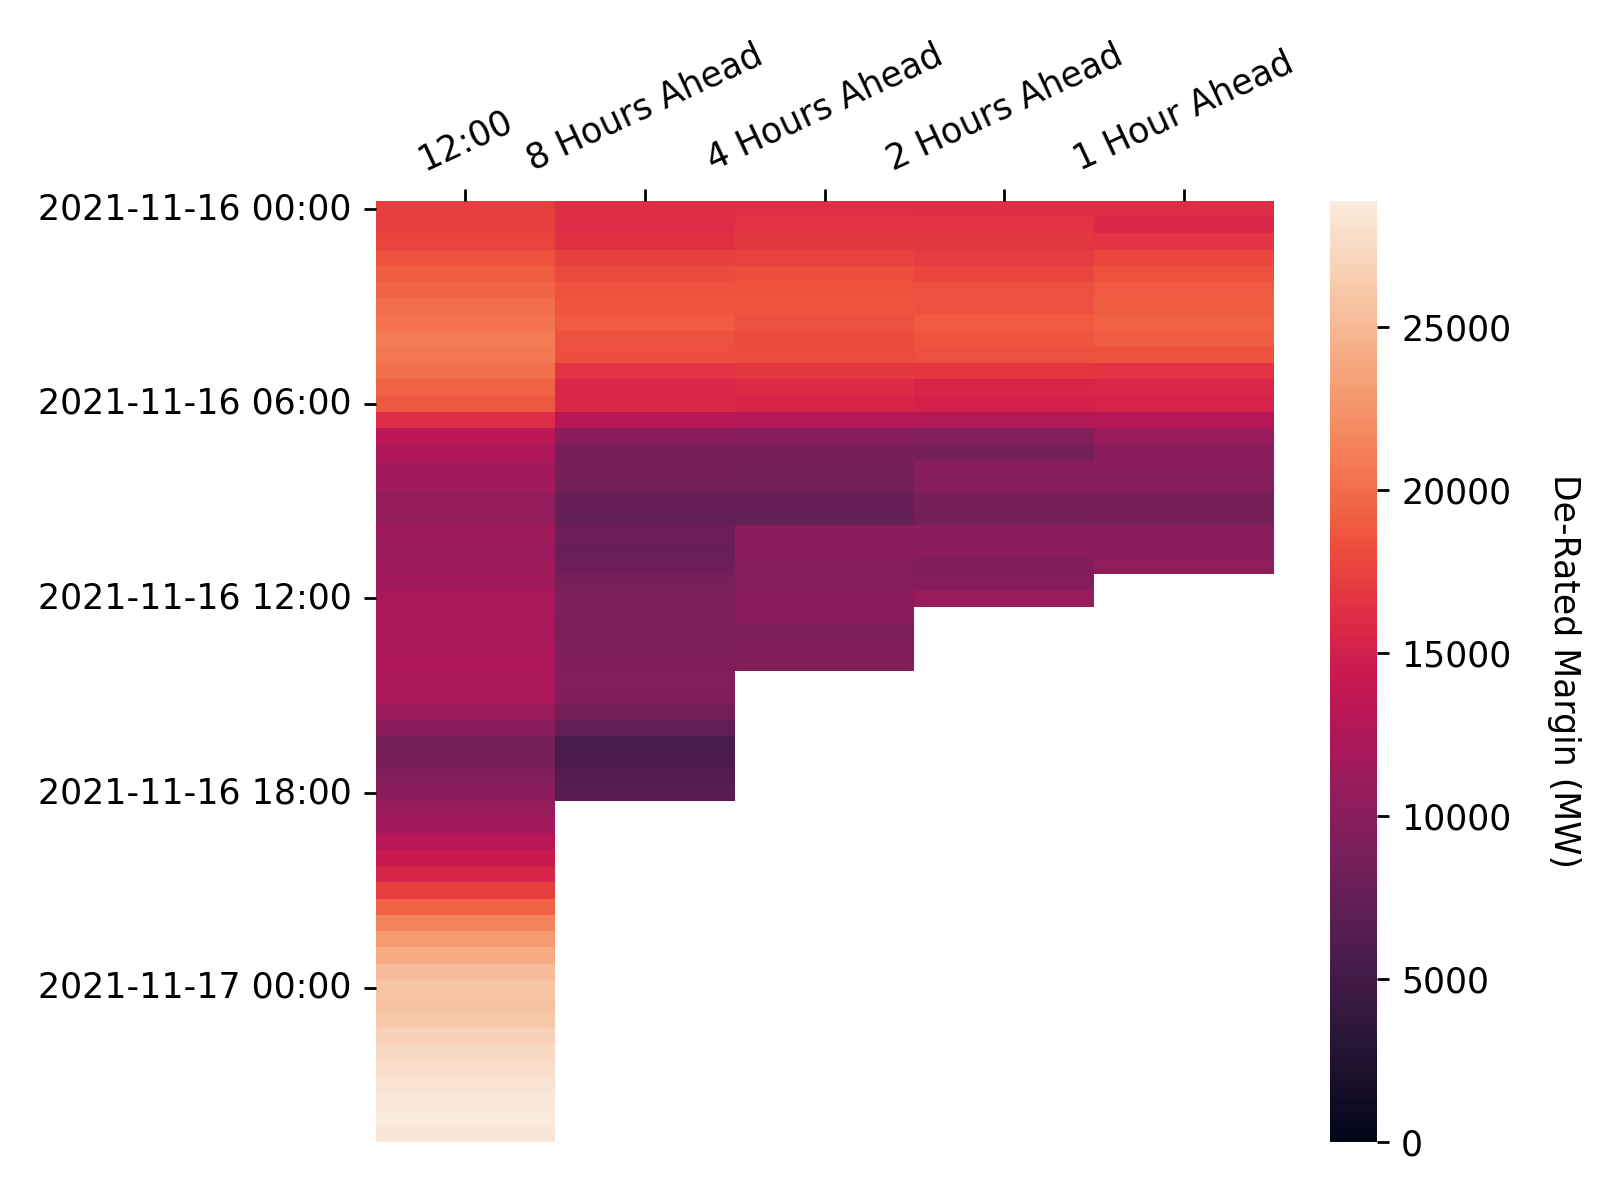 12:00
8 Hours Ahead
4 Hours Ahead
2 Hours Ahead
1 Hour Ahead
2021-11-16 00:00
2021-11-16 06:00
2021-11-16 12:00
2021-11-16 18:00
2021-11-17 00:00
25000
20000
15000
10000
5000
0
De-Rated Margin (MW)